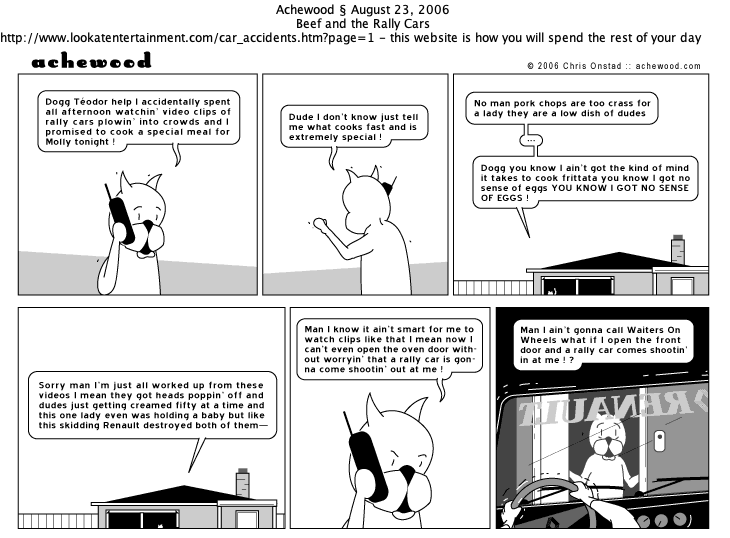 Achewood § August 23, 2006
Beef and the Rally Cars
http://www.lookatentertainment.com/car_accidents.htm?page=1 - this website is how you will spend the rest of your day
achewood
© 2006 Chris Onstad :: achewood.com
Dogg Téodor help I accidentally spent
all afternoon watchin' video clips of
rally cars plowin' into crowds and I
promised to cook a special meal for
Molly tonight !
Dude I don't know just tell
me what cooks fast and is
extremely special !
No man pork chops are too crass for
a lady they are a low dish of dudes
...
Dogg you know I ain't got the kind of mind
it takes to cook frittata you know I got no
sense of eggs YOU KNOW I GOT NO SENSE
OF EGGS !
Sorry man I'm just all worked up from these
videos I mean they got heads poppin' off and
dudes just getting creamed fifty at a time and
this one lady even was holding a baby but like
this skidding Renault destroyed both of them—
Man I know it ain't smart for me to
watch clips like that I mean now I
can't even open the oven door with-
out worryin' that a rally car is gon-
na come shootin' out at me !
Man I ain't gonna call Waiters On
Wheels what if I open the front
door and a rally car comes shootin'
in at me ! ?
RENAULT